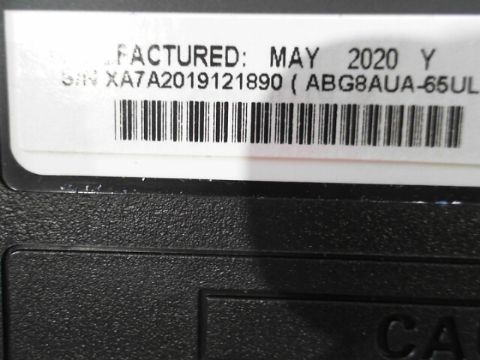 FACTURED: MAY 2020 Y
S/N XA7A2019121890 ( ABG8AUA-65UL
CA